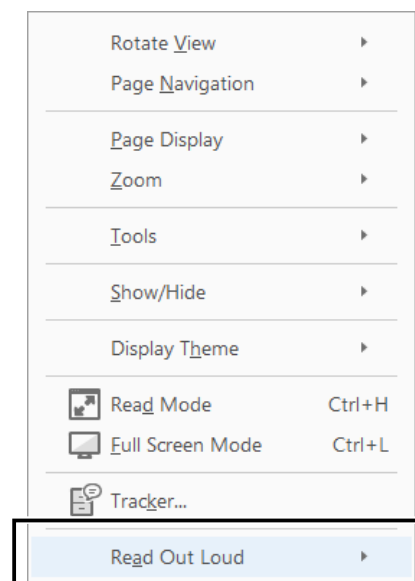 Rotate View
Page Navigation
Page Display
Zoom
Tools
Show/Hide
Display Theme
Read Mode Ctrl+H
Full Screen Mode Ctrl+L
Tracker...
Read Out Loud